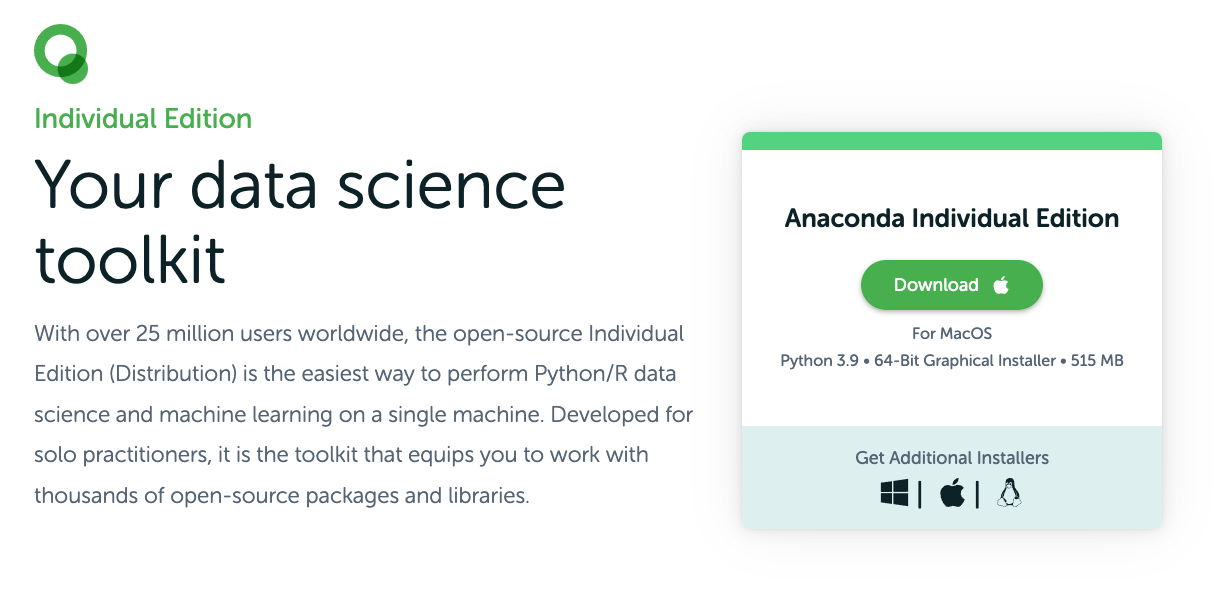 Individual Edition
Your data science
toolkit
With over 25 million users worldwide, the open-source Individual
Edition (Distribution) is the easiest way to perform Python/R data
science and machine learning on a single machine. Developed for
solo practitioners, it is the toolkit that equips you to work with
thousands of open-source packages and libraries.
Anaconda Individual Edition
Download
For MacOS
Python 3.9 • 64-Bit Graphical Installer • 515 MB
Get Additional Installers